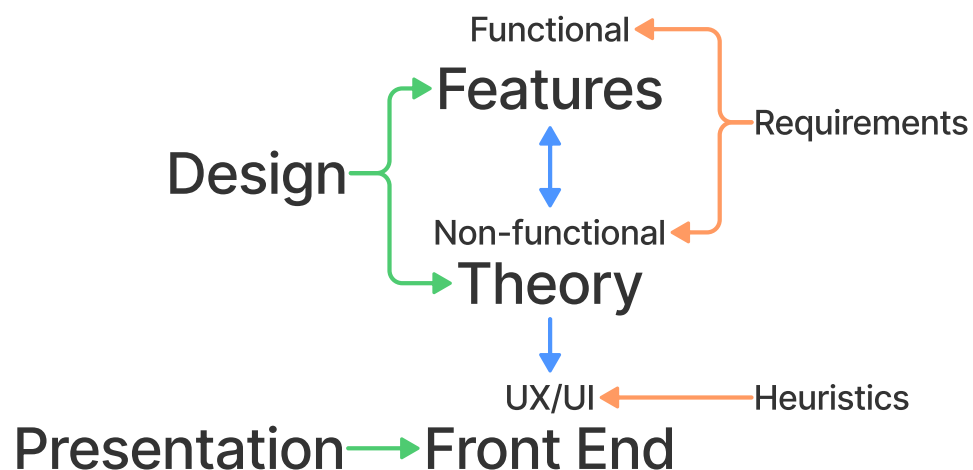 Functional
Features
Requirements
Design
Non-functional
Theory
UX/UI
Heuristics
Presentation
Front End